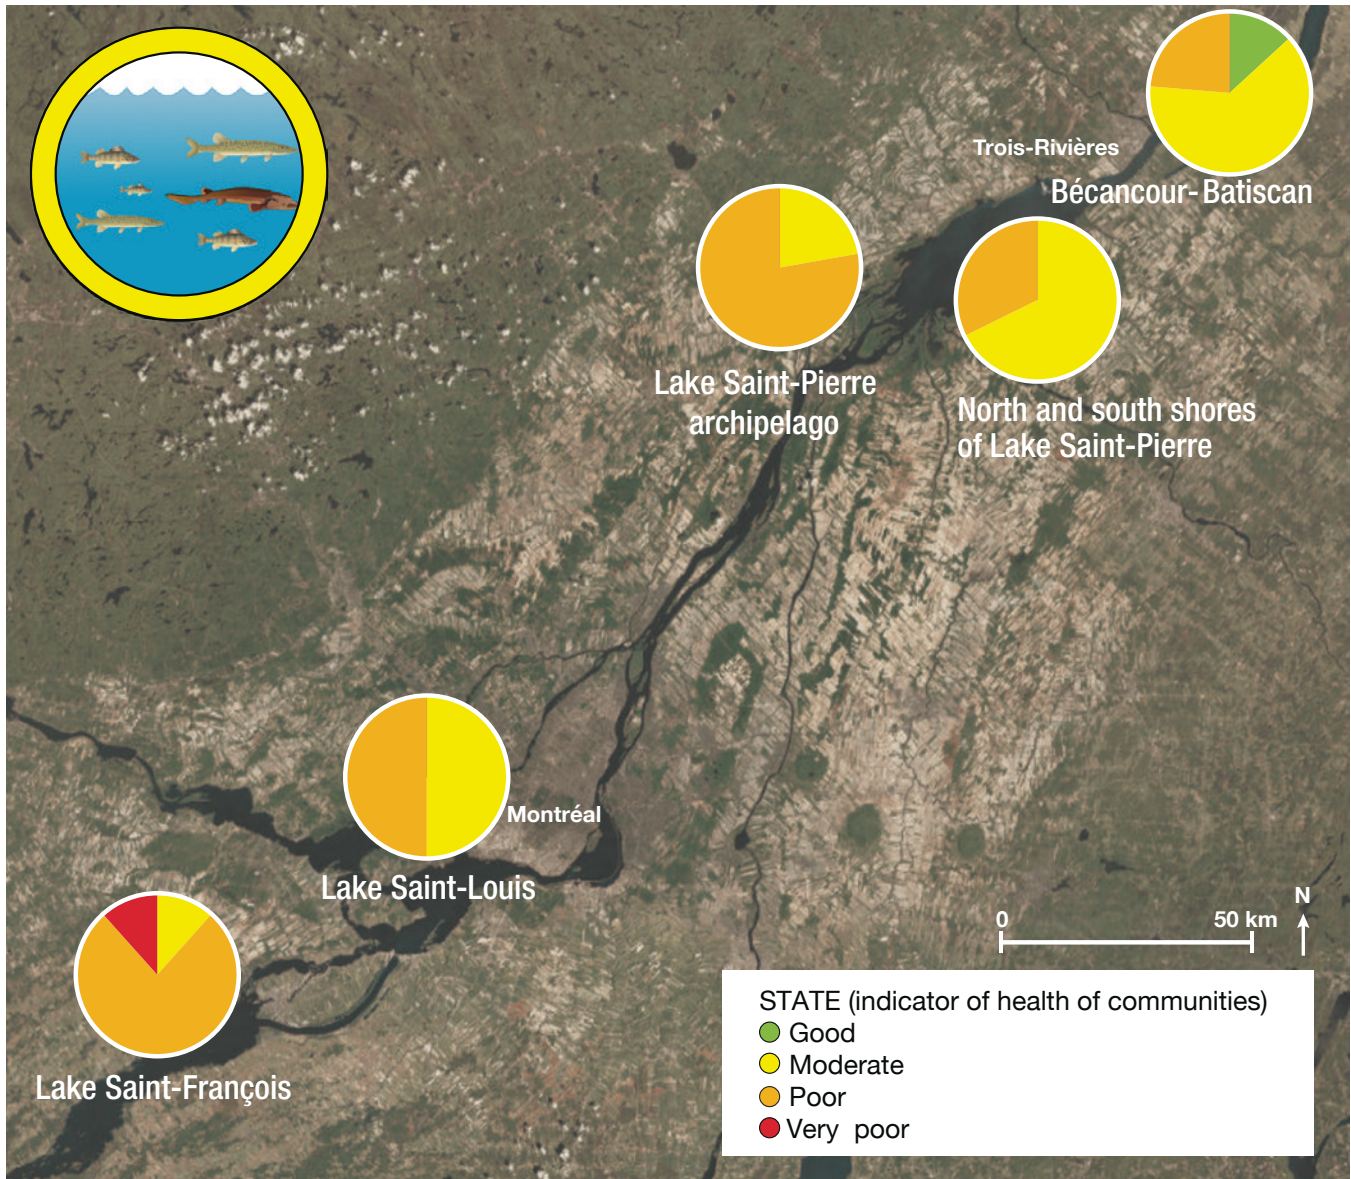 Trois-Rivières
Bécancour-Batiscan
Lake Saint-Pierre
archipelago
North and south shores
of Lake Saint-Pierre
Montréal
Lake Saint-Louis
Lake Saint-François
0
50 km
N
STATE (indicator of health of communities)
Good
Moderate
Poor
Very poor